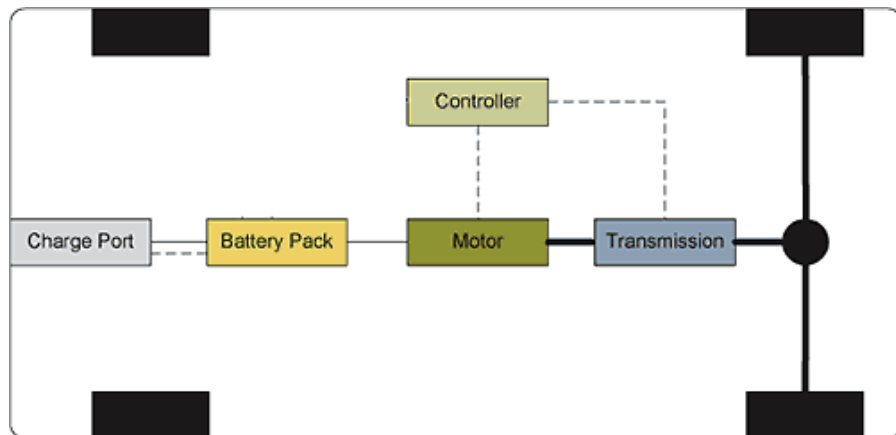 Controller
Charge Port
Battery Pack
Motor
Transmission